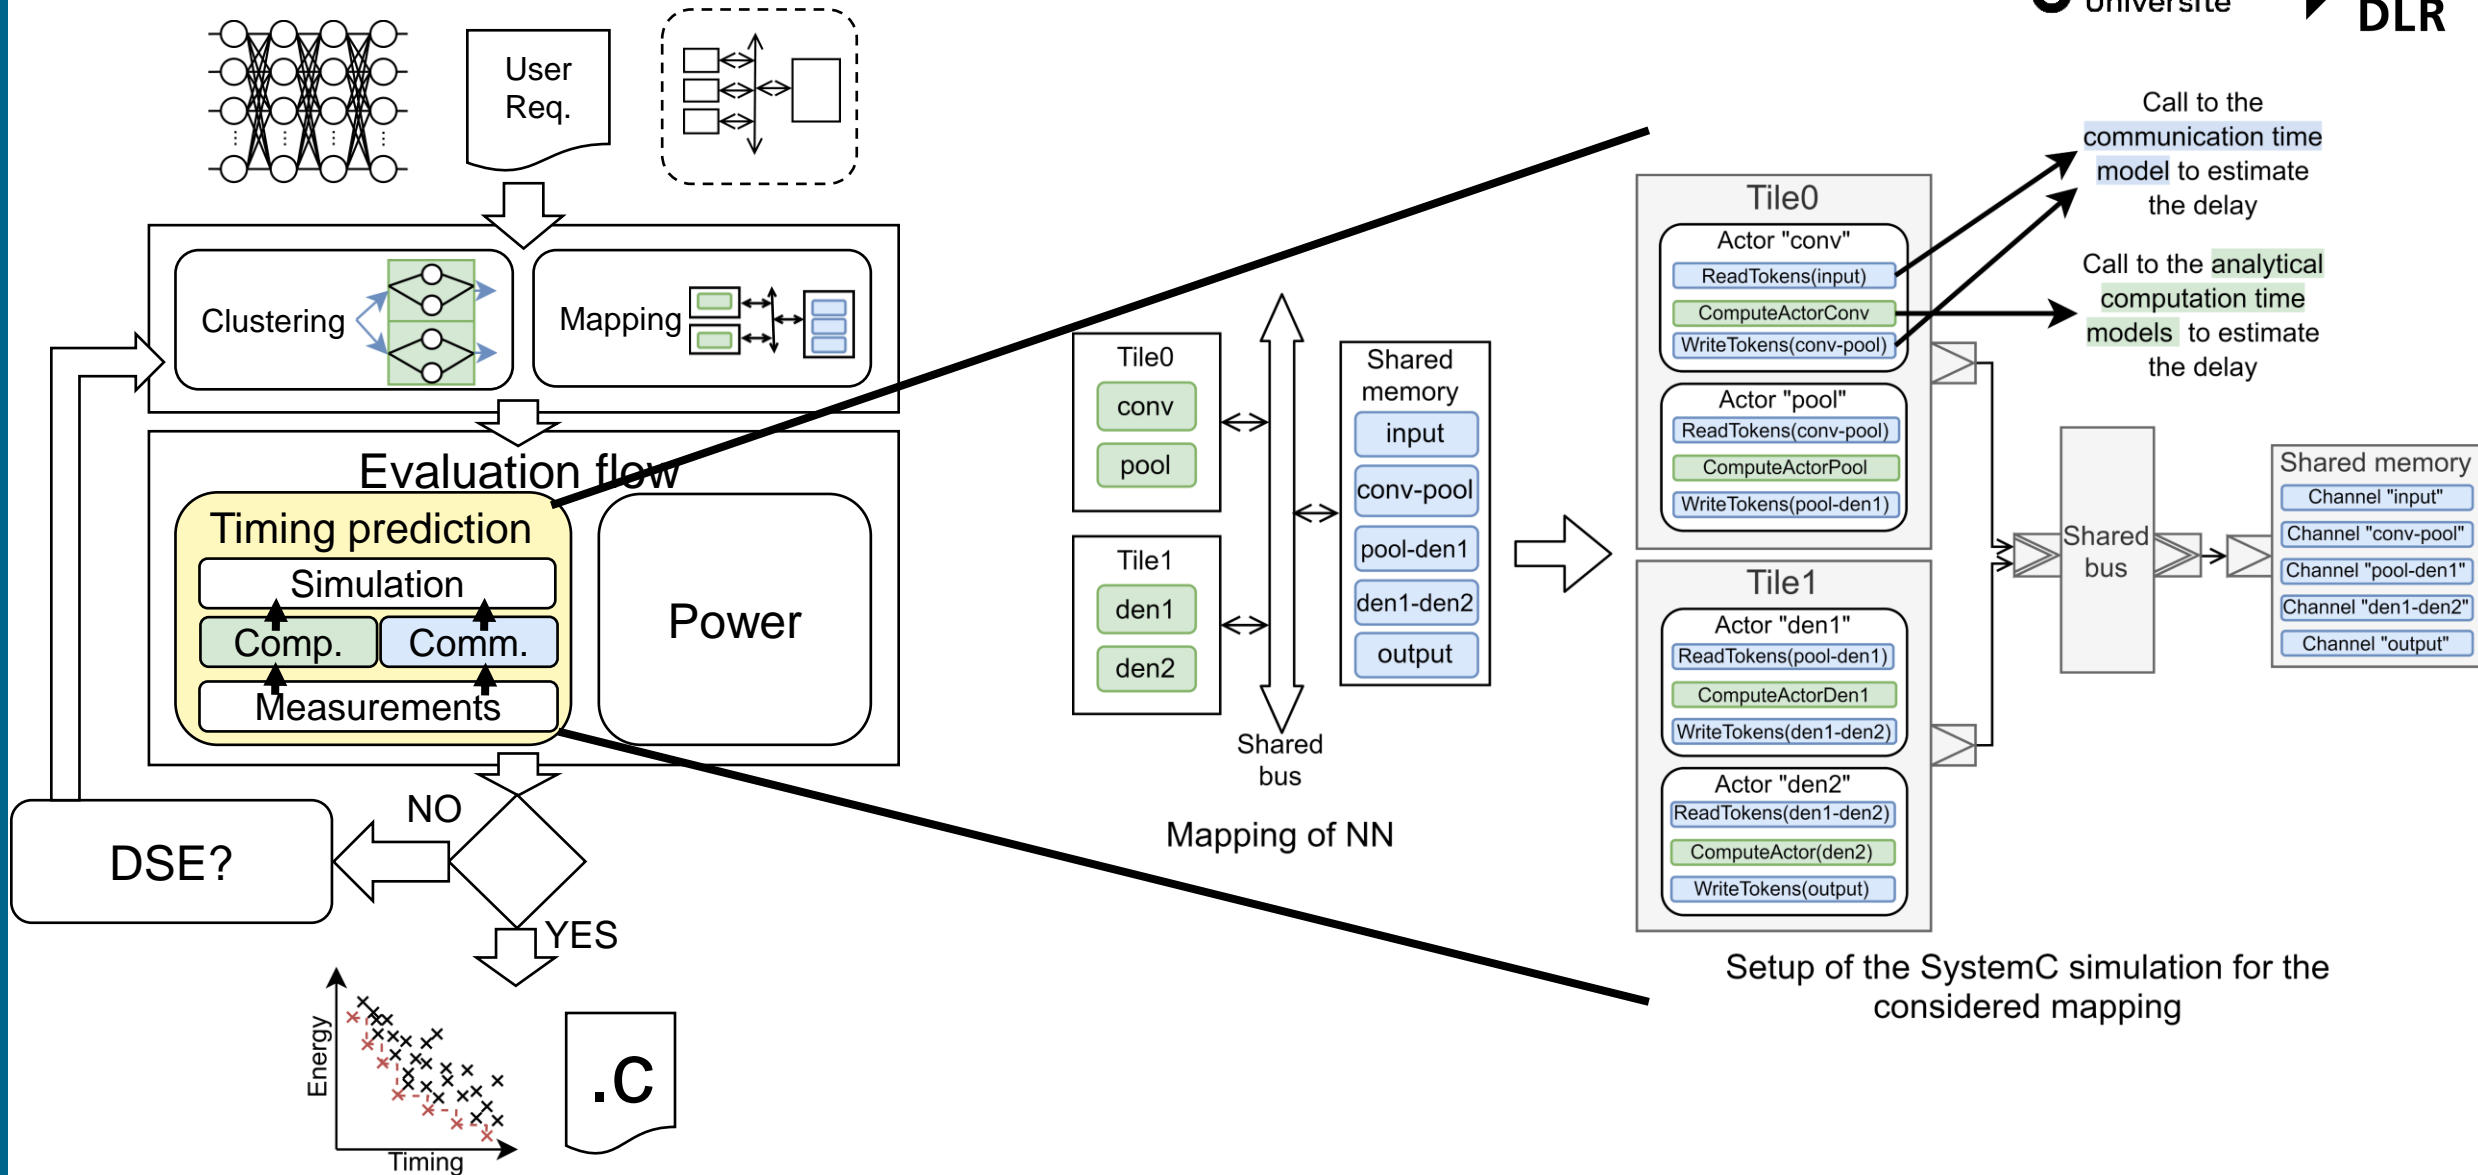 Université
DLR
User
Req.
Clustering
Mapping
Evaluation flow
Timing prediction
Simulation
Comp.
Comm.
Measurements
Power
NO
DSE?
YES
Energy
Timing
.c
Tile0
conv
pool
Tile1
den1
den2
Shared
memory
input
conv-pool
pool-den1
den1-den2
output
Shared
bus
Mapping of NN
Tile0
Actor "conv"
ReadTokens(input)
ComputeActorConv
WriteTokens(conv-pool)
Actor "pool"
ReadTokens(conv-pool)
ComputeActorPool
WriteTokens(pool-den1)
Tile1
Actor "den1"
ReadTokens(pool-den1)
ComputeActorDen1
WriteTokens(den1-den2)
Actor "den2"
ReadTokens(den1-den2)
ComputeActor(den2)
WriteTokens(output)
Call to the
communication time
model to estimate
the delay
Call to the analytical
computation time
models to estimate
the delay
Shared
bus
Shared memory
Channel "input"
Channel "conv-pool"
Channel "pool-den1"
Channel "den1-den2"
Channel "output"
Setup of the SystemC simulation for the
considered mapping